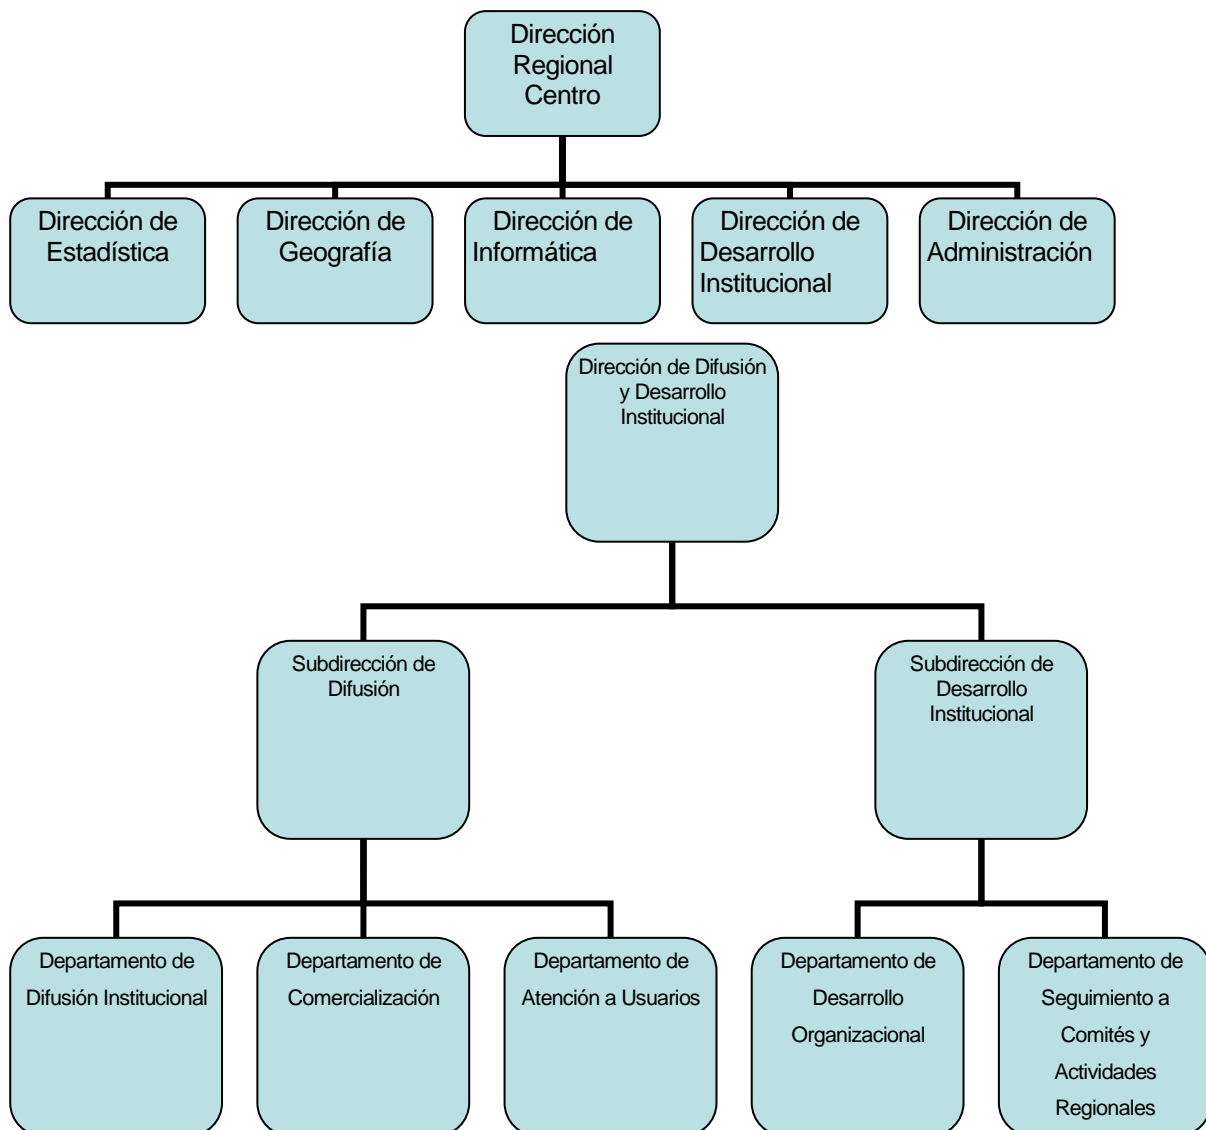 Dirección
Regional
Centro
Dirección de
Estadística
Dirección de
Geografía
Dirección de
Informática
Dirección de
Desarrollo
Institucional
Dirección de
Administración
Dirección de Difusión
y Desarrollo
Institucional
Subdirección de
Difusión
Subdirección de
Desarrollo
Institucional
Departamento de
Difusión Institucional
Departamento de
Comercialización
Departamento de
Atención a Usuarios
Departamento de
Desarrollo
Organizacional
Departamento de
Seguimiento a
Comités y
Actividades
Regionales